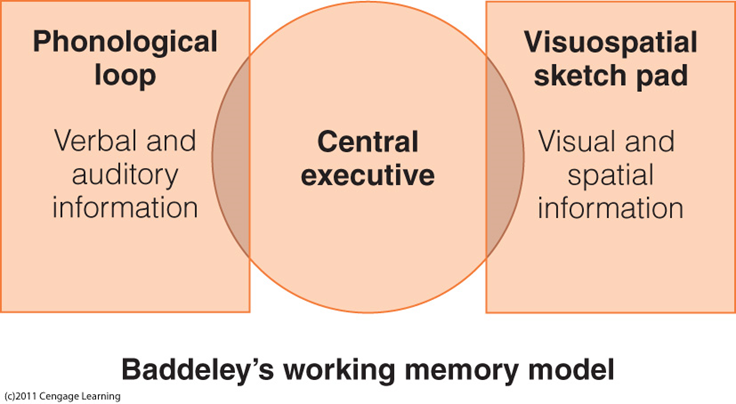 Phonological
loop
Verbal and
auditory
information
Central
executive
Visuospatial
sketch pad
Visual and
spatial
information
Baddeley’s working memory model
(c)2011 Cengage Learning